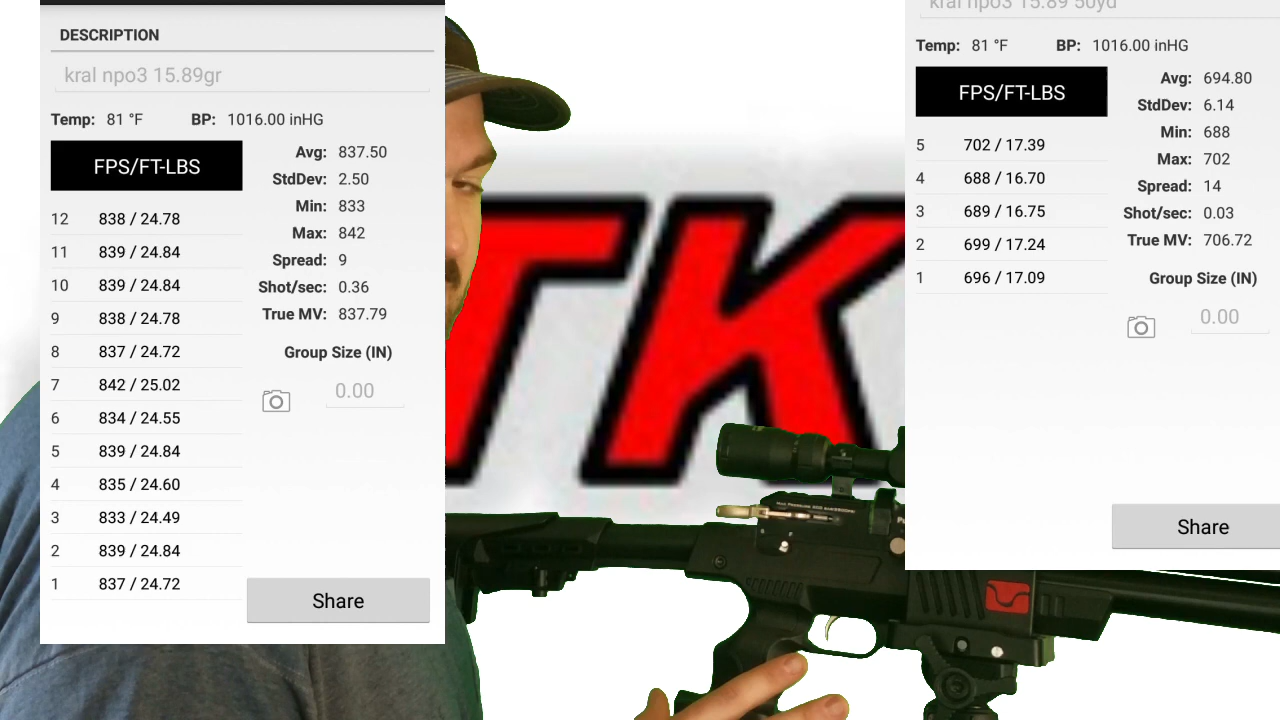 DESCRIPTION
kral npo3 15.89gr
Temp: 81 °F BP: 1016.00 inHG
FPS/FT-LBS
Avg: 837.50
StdDev: 2.50
Min: 833
Max: 842
Spread: 9
Shot/sec: 0.36
True MV: 837.79
Group Size (IN)
0.00
12 838 / 24.78
11 839 / 24.84
10 839 / 24.84
9 838 / 24.78
8 837 / 24.72
7 842 / 25.02
6 834 / 24.55
5 839 / 24.84
4 835 / 24.60
3 833 / 24.49
2 839 / 24.84
1 837 / 24.72
Share
TK
kral npo3 15.89 50yd
Temp: 81 °F BP: 1016.00 inHG
FPS/FT-LBS
Avg: 694.80
StdDev: 6.14
Min: 688
Max: 702
Spread: 14
Shot/sec: 0.03
True MV: 706.72
Group Size (IN)
0.00
5 702 / 17.39
4 688 / 16.70
3 689 / 16.75
2 699 / 17.24
1 696 / 17.09
Share